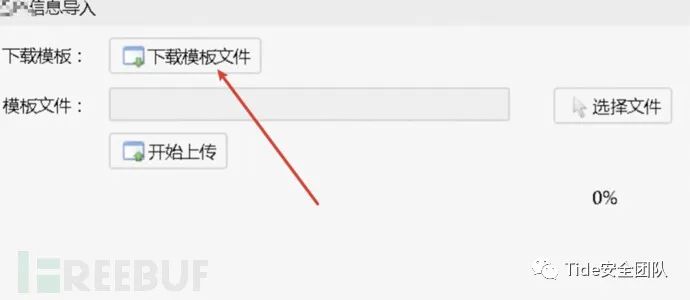 信息导入
下载模板： 下载模板文件
模板文件： 选择文件
开始上传
0%
FREEBUF
Tide安全团队